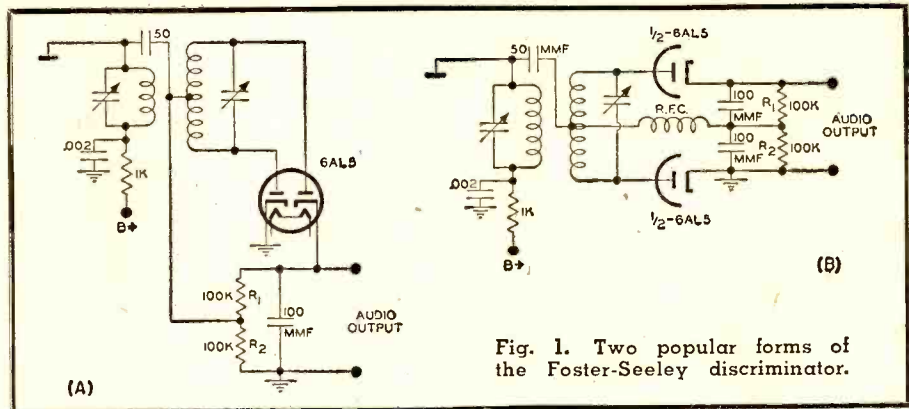 50
.002
1K
B+
6AL5
100K
R1
100K
R2
100
MMF
AUDIO
OUTPUT
(A)
50 MMF
.002
1K
B+
1/2-6AL5
R.F.C.
1/2-6AL5
100
MMF
100
MMF
R1
100K
R2
100K
AUDIO
OUTPUT
(B)
Fig. 1. Two popular forms of
the Foster-Seeley discriminator.